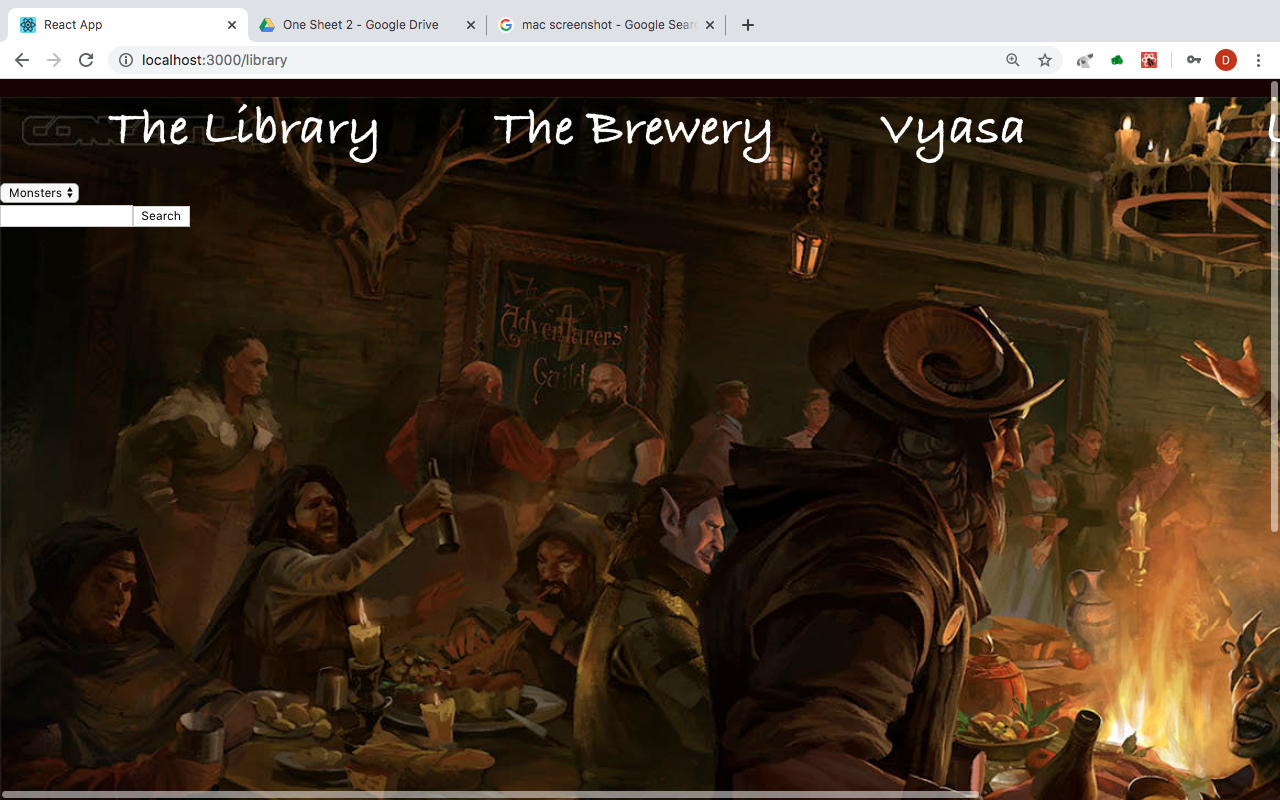 React App
One Sheet 2 - Google Drive
mac screenshot - Google Sear
localhost:3000/library
D
The Library
The Brewery
Vyasa
Monsters
Search
Adventurers'
Guild